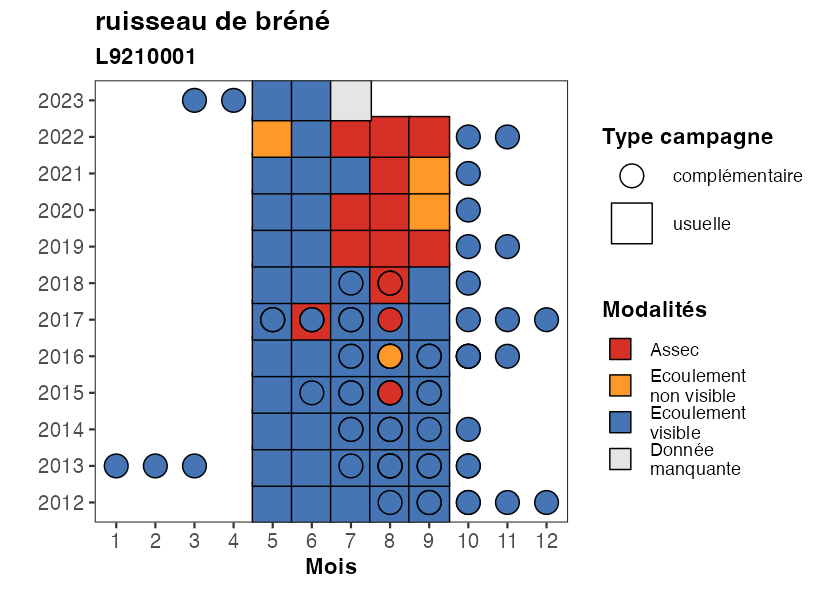 ruisseau de bréné
L9210001
2023
2022
2021
2020
2019
2018
2017
2016
2015
2014
2013
2012
1 2 3 4 5 6 7 8 9 10 11 12
Mois
Type campagne
complémentaire
usuelle
Modalités
Assec
Ecoulement
non visible
Ecoulement
visible
Donnée
manquante